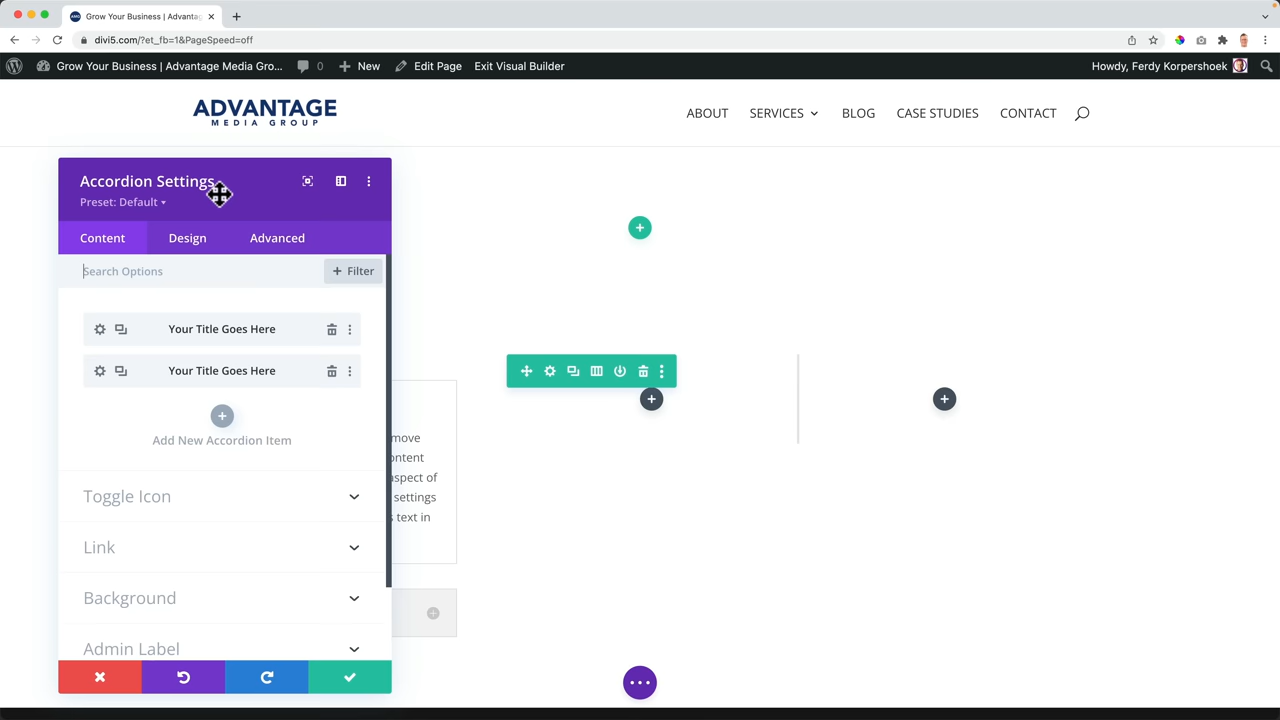 Grow Your Business | Advanta
divi5.com/?et_fb=1&PageSpeed=off
Grow Your Business | Advantage Media Gro...
0
New
Edit Page
Exit Visual Builder
Howdy, Ferdy Korpershoek
ADVANTAGE
MEDIA GROUP
ABOUT
SERVICES
BLOG
CASE STUDIES
CONTACT
Accordion Settings
Preset: Default
Content
Design
Advanced
Search Options
+ Filter
Your Title Goes Here
Your Title Goes Here
Add New Accordion Item
Toggle Icon
Link
Background
Admin Label
move
ontent
aspect of
settings
text in